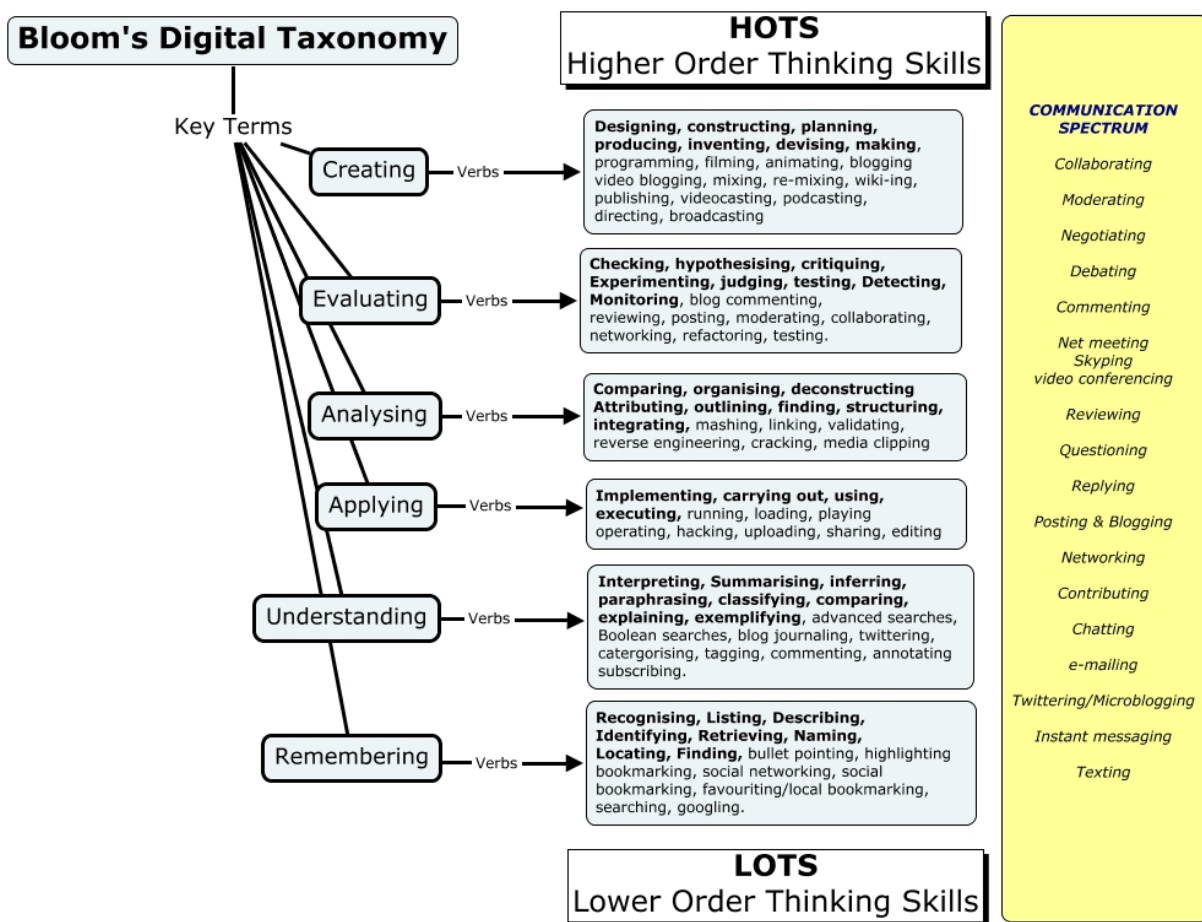 Bloom's Digital Taxonomy
Key Terms
HOTS
Higher Order Thinking Skills
Creating
Verbs
Designing, constructing, planning,
producing, inventing, devising, making,
programming, filming, animating, blogging
video blogging, mixing, re-mixing, wiki-ing,
publishing, videocasting, podcasting,
directing, broadcasting
Evaluating
Verbs
Checking, hypothesising, critiquing,
Experimenting, judging, testing, Detecting,
Monitoring, blog commenting,
reviewing, posting, moderating, collaborating,
networking, refactoring, testing.
Analysing
Verbs
Comparing, organising, deconstructing
Attributing, outlining, finding, structuring,
integrating, mashing, linking, validating,
reverse engineering, cracking, media clipping
Applying
Verbs
Implementing, carrying out, using,
executing, running, loading, playing
operating, hacking, uploading, sharing, editing
Understanding
Verbs
Interpreting, Summarising, inferring,
paraphrasing, classifying, comparing,
explaining, exemplifying, advanced searches,
Boolean searches, blog journaling, twittering,
catergorising, tagging, commenting, annotating
subscribing.
Remembering
Verbs
Recognising, Listing, Describing,
Identifying, Retrieving, Naming,
Locating, Finding, bullet pointing, highlighting
bookmarking, social networking, social
bookmarking, favouriting/local bookmarking,
searching, googling.
LOTS
Lower Order Thinking Skills
COMMUNICATION
SPECTRUM
Collaborating
Moderating
Negotiating
Debating
Commenting
Net meeting
Skyping
video conferencing
Reviewing
Questioning
Replying
Posting & Blogging
Networking
Contributing
Chatting
e-mailing
Twittering/Microblogging
Instant messaging
Texting